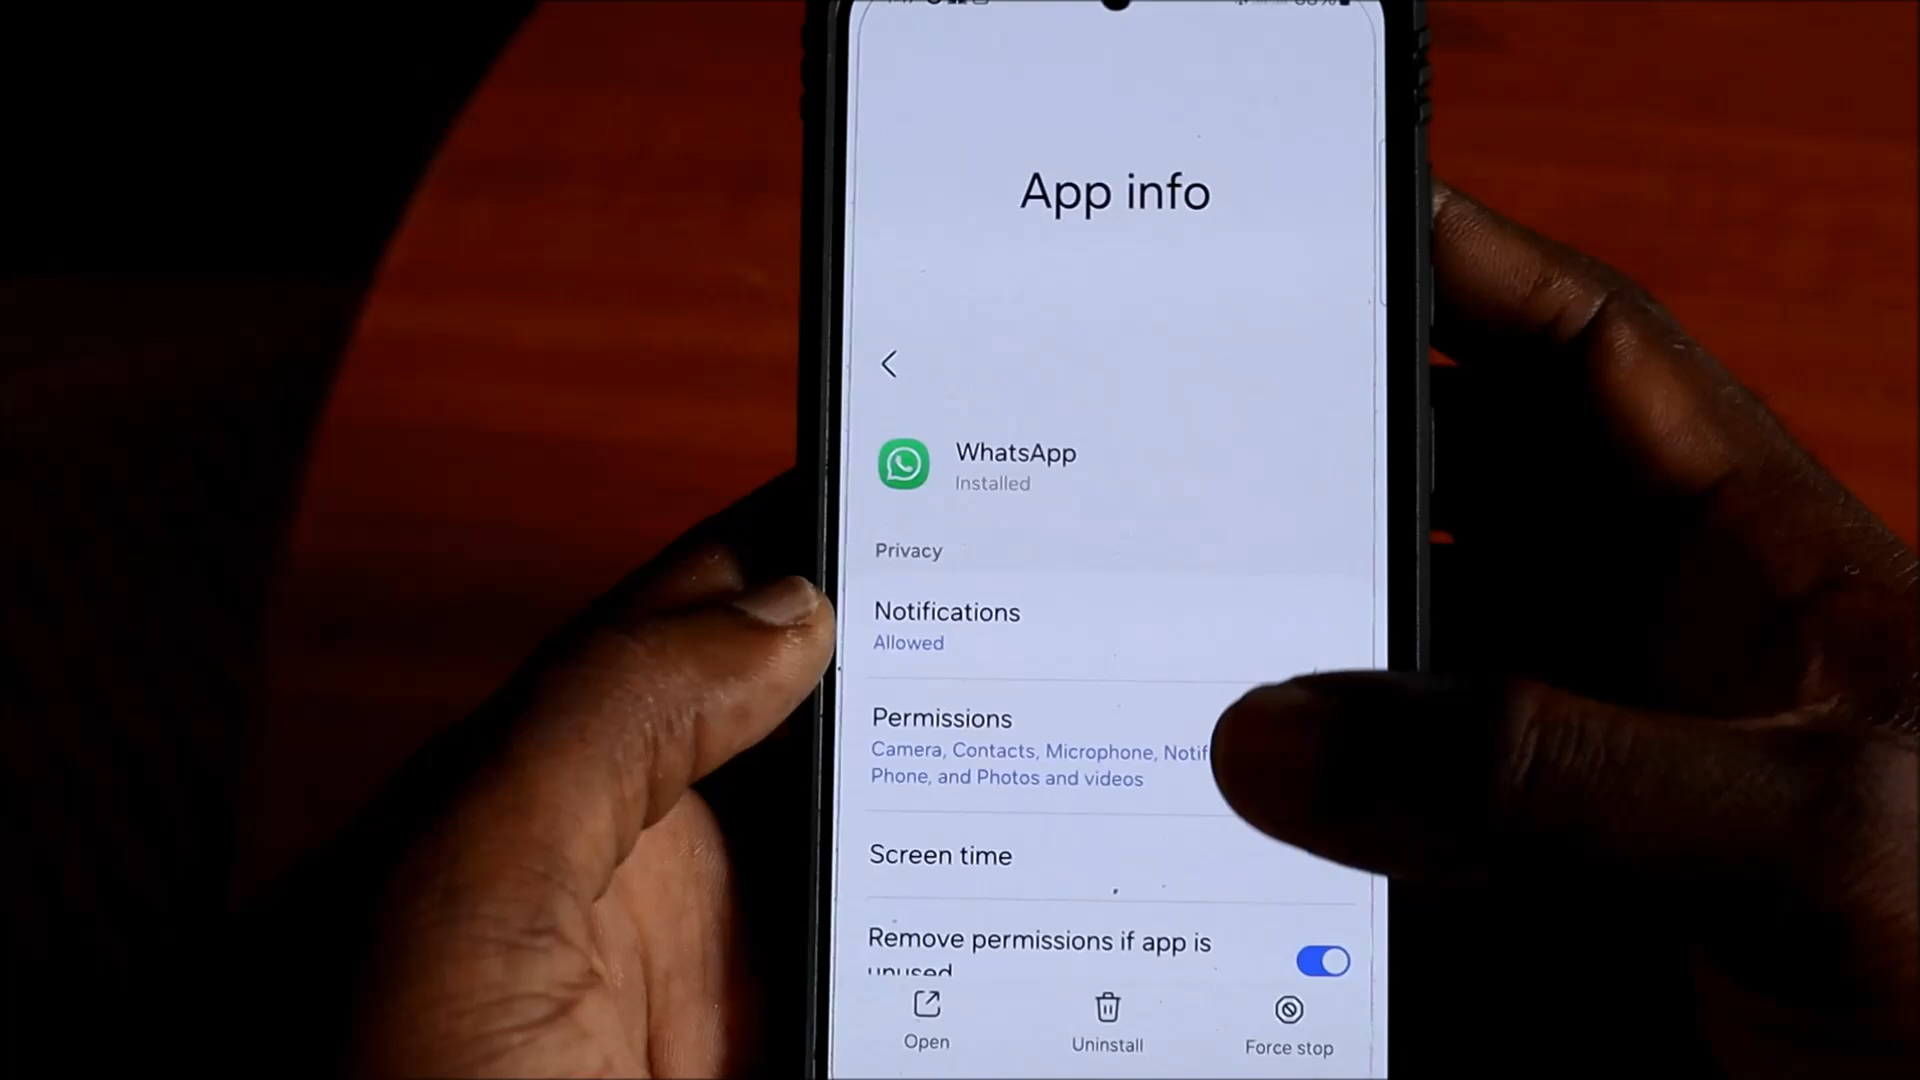 App info
WhatsApp
Installed
Privacy
Notifications
Allowed
Permissions
Camera, Contacts, Microphone, Notif
Phone, and Photos and videos
Screen time
Remove permissions if app is
unused
Open
Uninstall
Force stop